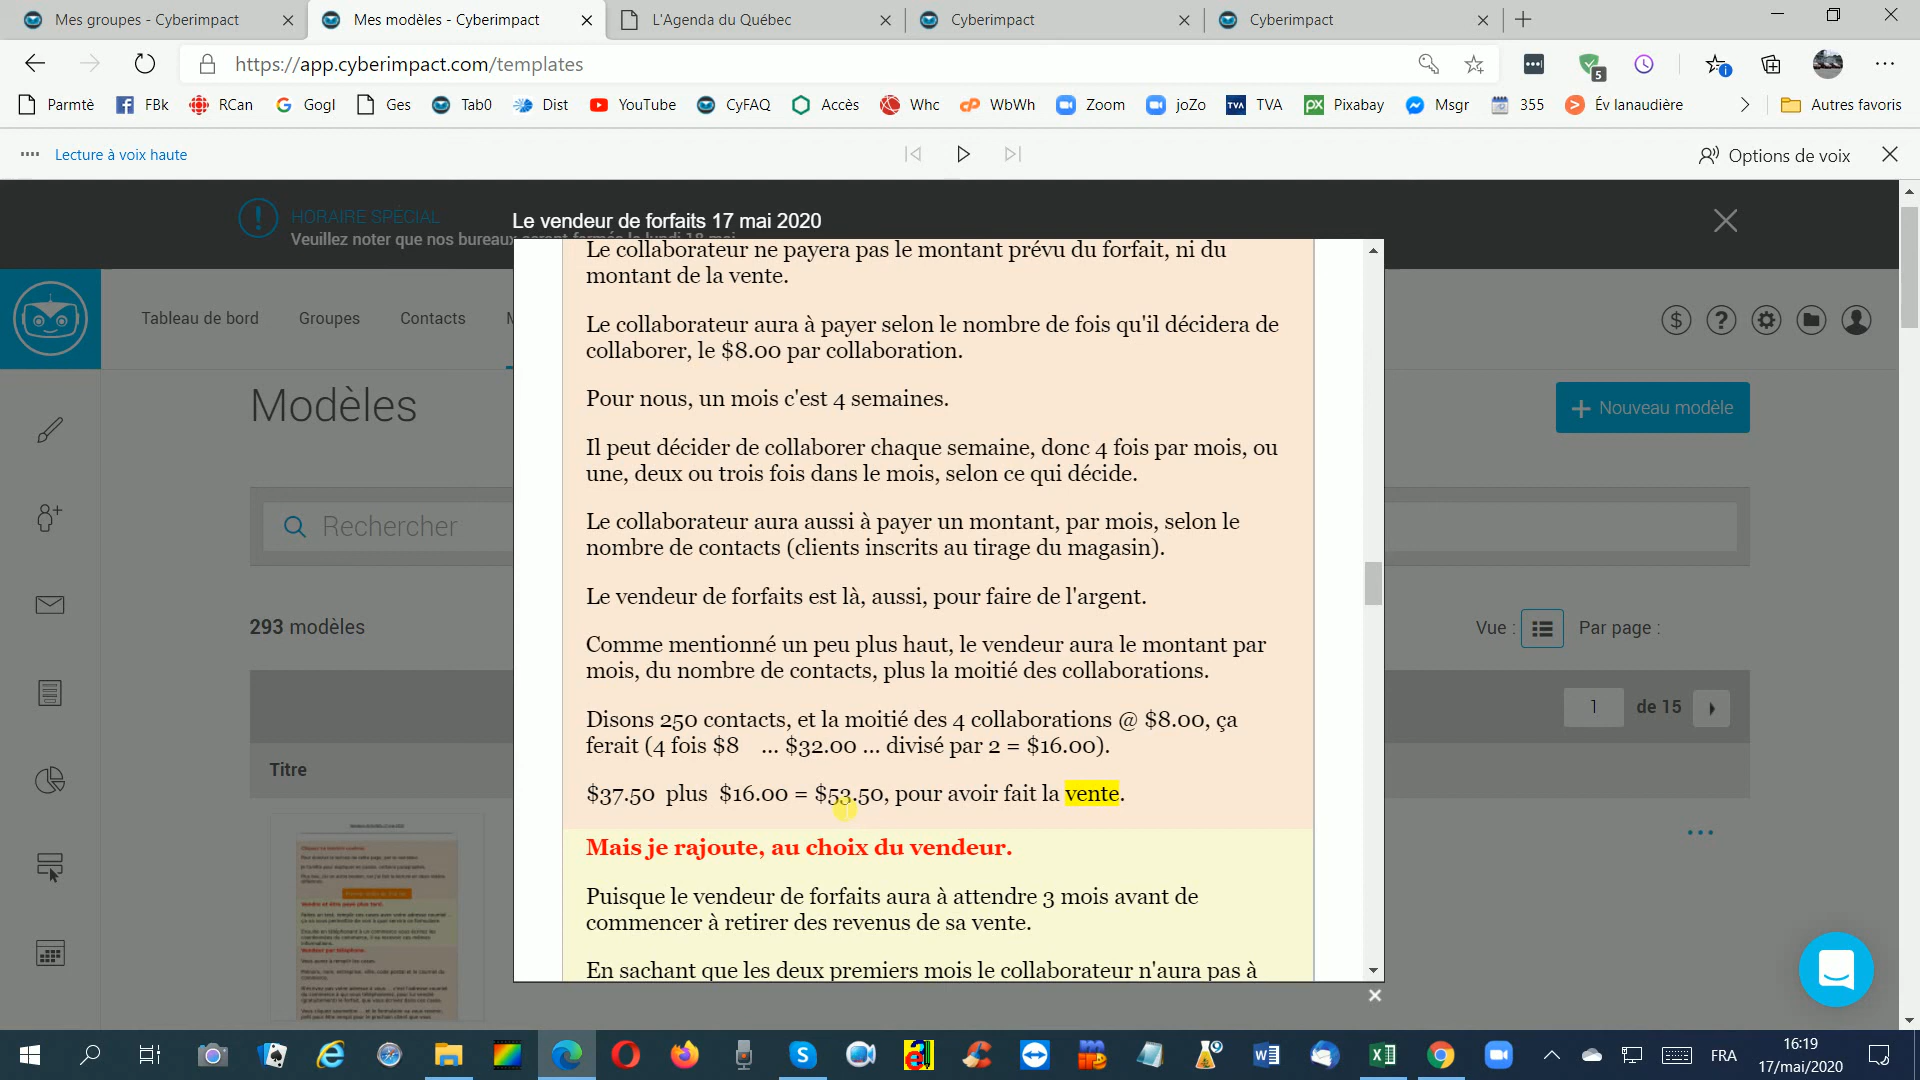 Mes groupes - Cyberimpact
Mes modèles - Cyberimpact
L'Agenda du Québec
Cyberimpact
Cyberimpact
https://app.cyberimpact.com/templates
5
Parmtè
FBk
RCan
Gogl
Ges
Tab0
Dist
YouTube
CyFAQ
Accès
Whc
WbWh
Zoom
joZo
TVA
Pixabay
Msgr
355
Év lanaudière
Autres favoris
Lecture à voix haute
Options de voix
HORAIRE SPÉCIAL
Veuillez noter que nos bureaux seront fermés le lundi 18 mai
Le vendeur de forfaits 17 mai 2020
Tableau de bord
Groupes
Contacts
M
Modèles
Nouveau modèle
Rechercher
293 modèles
Vue :
Par page :
1
de 15
Titre
Le collaborateur ne payera pas le montant prévu du forfait, ni du
montant de la vente.
Le collaborateur aura à payer selon le nombre de fois qu'il décidera de
collaborer, le $8.00 par collaboration.
Pour nous, un mois c'est 4 semaines.
Il peut décider de collaborer chaque semaine, donc 4 fois par mois, ou
une, deux ou trois fois dans le mois, selon ce qui décide.
Le collaborateur aura aussi à payer un montant, par mois, selon le
nombre de contacts (clients inscrits au tirage du magasin).
Le vendeur de forfaits est là, aussi, pour faire de l'argent.
Comme mentionné un peu plus haut, le vendeur aura le montant par
mois, du nombre de contacts, plus la moitié des collaborations.
Disons 250 contacts, et la moitié des 4 collaborations @ $8.00, ça
ferait (4 fois $8 ... $32.00 ... divisé par 2 = $16.00).
$37.50 plus $16.00 = $53.50, pour avoir fait la vente.
Mais je rajoute, au choix du vendeur.
Puisque le vendeur de forfaits aura à attendre 3 mois avant de
commencer à retirer des revenus de sa vente.
En sachant que les deux premiers mois le collaborateur n'aura pas à
FRA
16:19
17/mai/2020